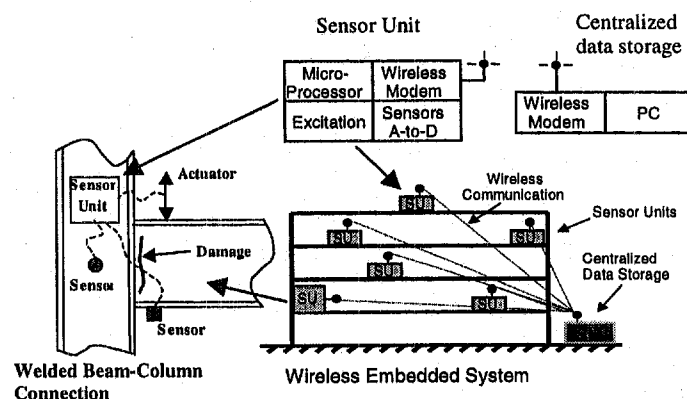 Sensor Unit
Centralized
data storage
Micro-
Processor
Wireless
Modem
Excitation
Sensors
A-to-D
Wireless
Modem
PC
Sensor
Unit
Actuator
Damage
Sensor
Sensor
Welded Beam-Column
Connection
Wireless
Communication
SU
SU
SU
SU
SU
SU
Sensor Units
Centralized
Data Storage
Wireless Embedded System